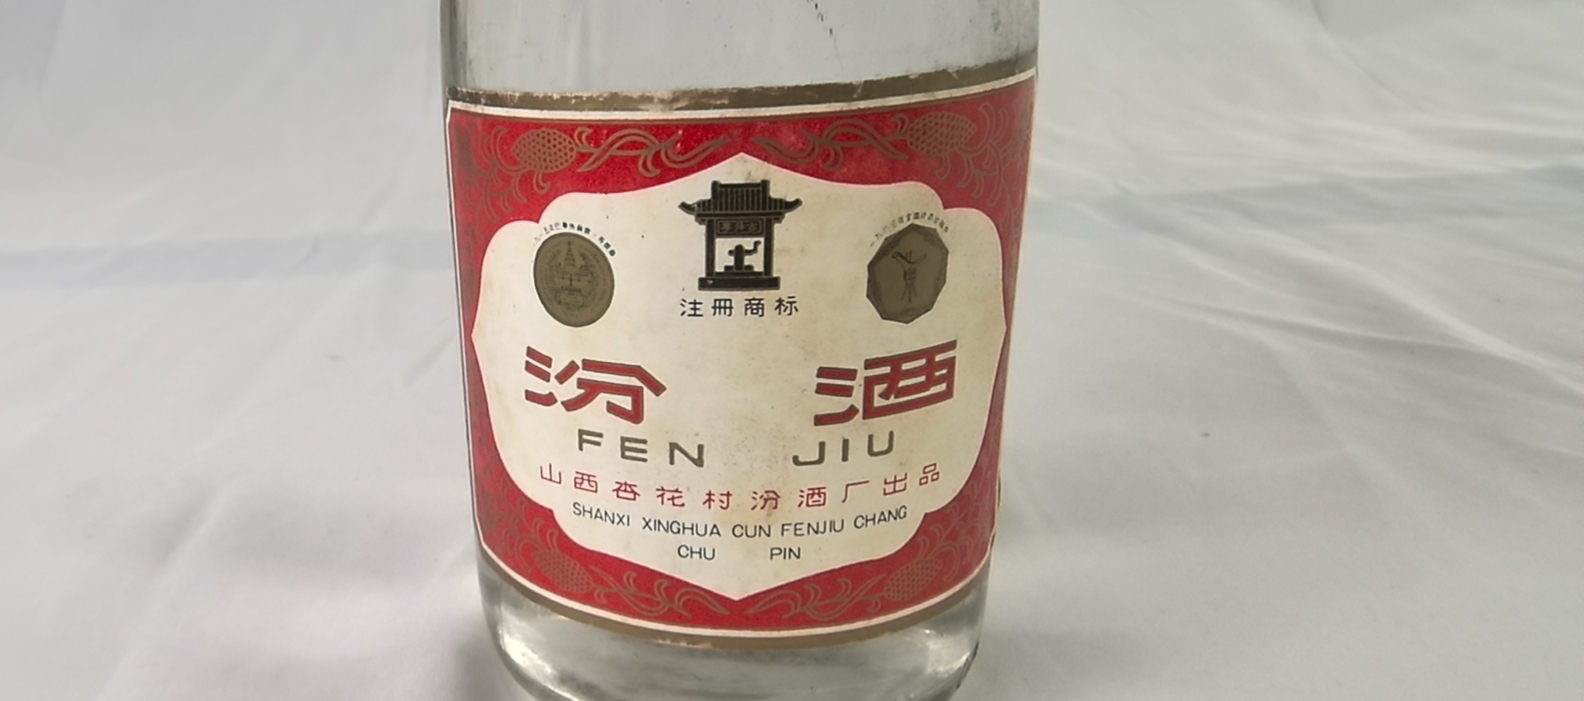 注册商标
汾 酒
FEN JIU
山西杏花村汾酒厂出品
SHANXI XINGHUA CUN FENJIU CHANG
CHU PIN